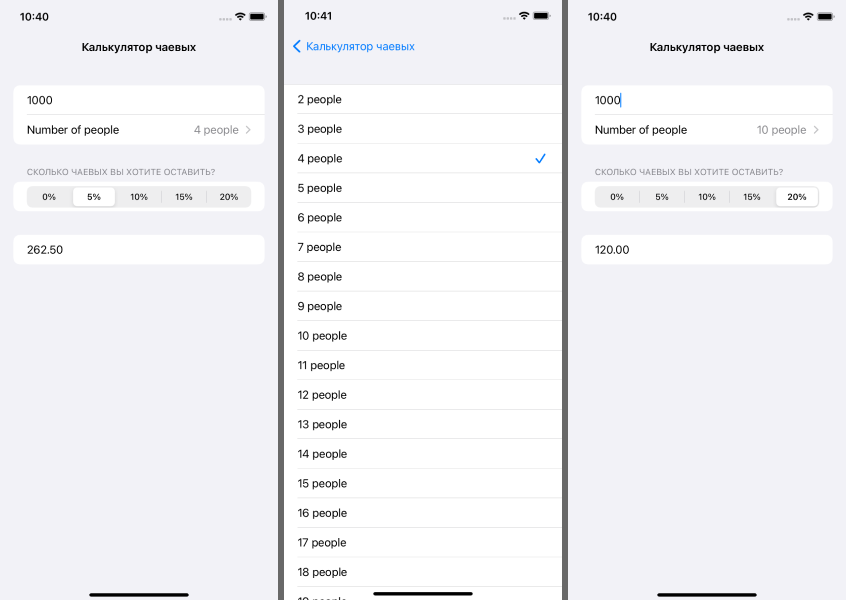 10:40
Калькулятор чаевых
1000
Number of people 4 people
СКОЛЬКО ЧАЕВЫХ ВЫ ХОТИТЕ ОСТАВИТЬ?
0% 5% 10% 15% 20%
262.50
10:41
Калькулятор чаевых
2 people
3 people
4 people
5 people
6 people
7 people
8 people
9 people
10 people
11 people
12 people
13 people
14 people
15 people
16 people
17 people
18 people
10:40
Калькулятор чаевых
1000
Number of people 10 people
СКОЛЬКО ЧАЕВЫХ ВЫ ХОТИТЕ ОСТАВИТЬ?
0% 5% 10% 15% 20%
120.00